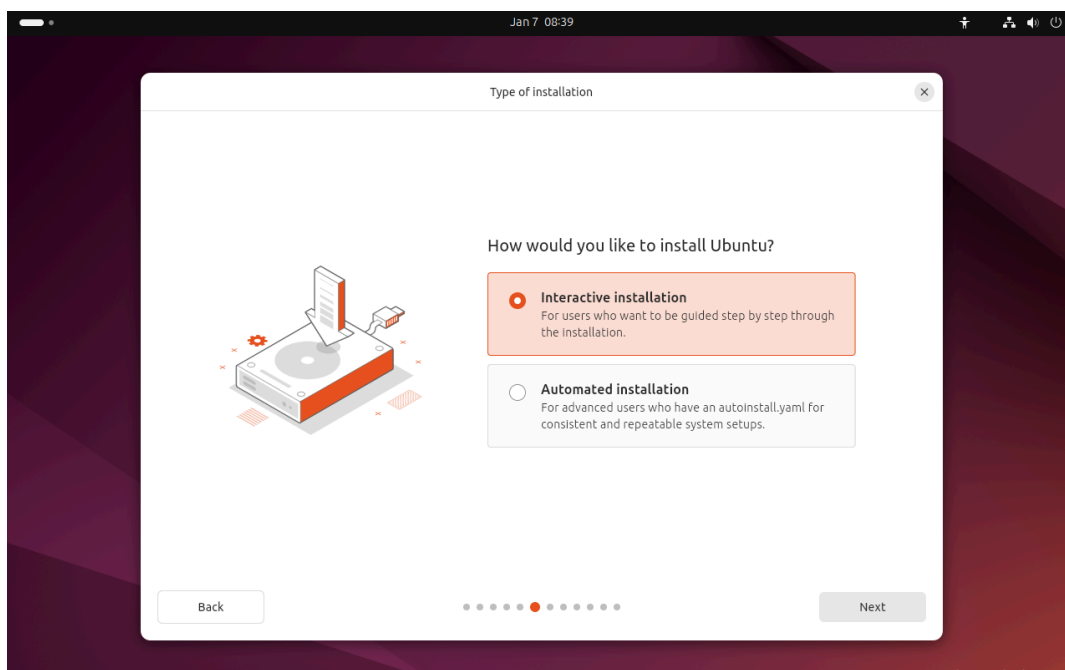 Jan 7 08:39
Type of installation
How would you like to install Ubuntu?
Interactive installation
For users who want to be guided step by step through
the installation.
Automated installation
For advanced users who have an autoinstall.yaml for
consistent and repeatable system setups.
Back
Next